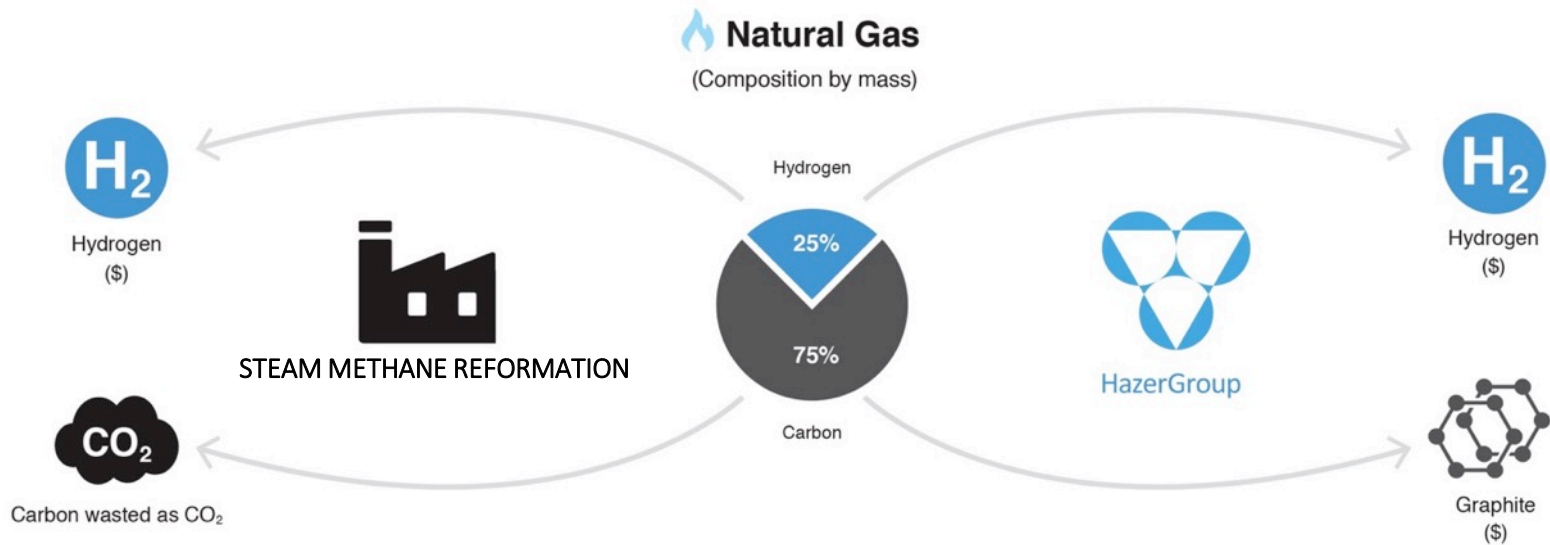 Natural Gas
(Composition by mass)
H₂
Hydrogen
($)
STEAM METHANE REFORMATION
CO₂
Carbon wasted as CO₂
Hydrogen
25%
75%
Carbon
HazerGroup
H₂
Hydrogen
($)
Graphite
($)